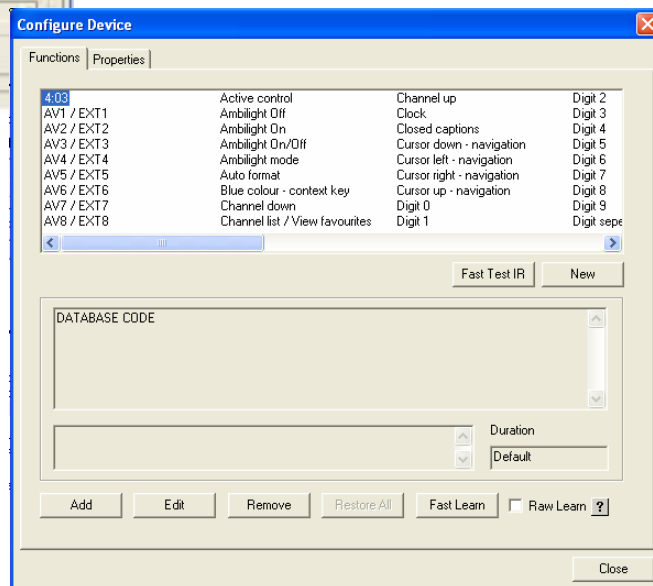 Configure Device
Functions Properties
4:03 Active control Channel up Digit 2
AV1 / EXT1 Ambilight Off Clock Digit 3
AV2 / EXT2 Ambilight On Closed captions Digit 4
AV3 / EXT3 Ambilight On/Off Cursor down - navigation Digit 5
AV4 / EXT4 Ambilight mode Cursor left - navigation Digit 6
AV5 / EXT5 Auto format Cursor right - navigation Digit 7
AV6 / EXT6 Blue colour - context key Cursor up - navigation Digit 8
AV7 / EXT7 Channel down Digit 0 Digit 9
AV8 / EXT8 Channel list / View favourites Digit 1 Digit sepe
Fast Test IR New
DATABASE CODE
Duration
Default
Add Edit Remove Restore All Fast Learn Raw Learn ?
Close